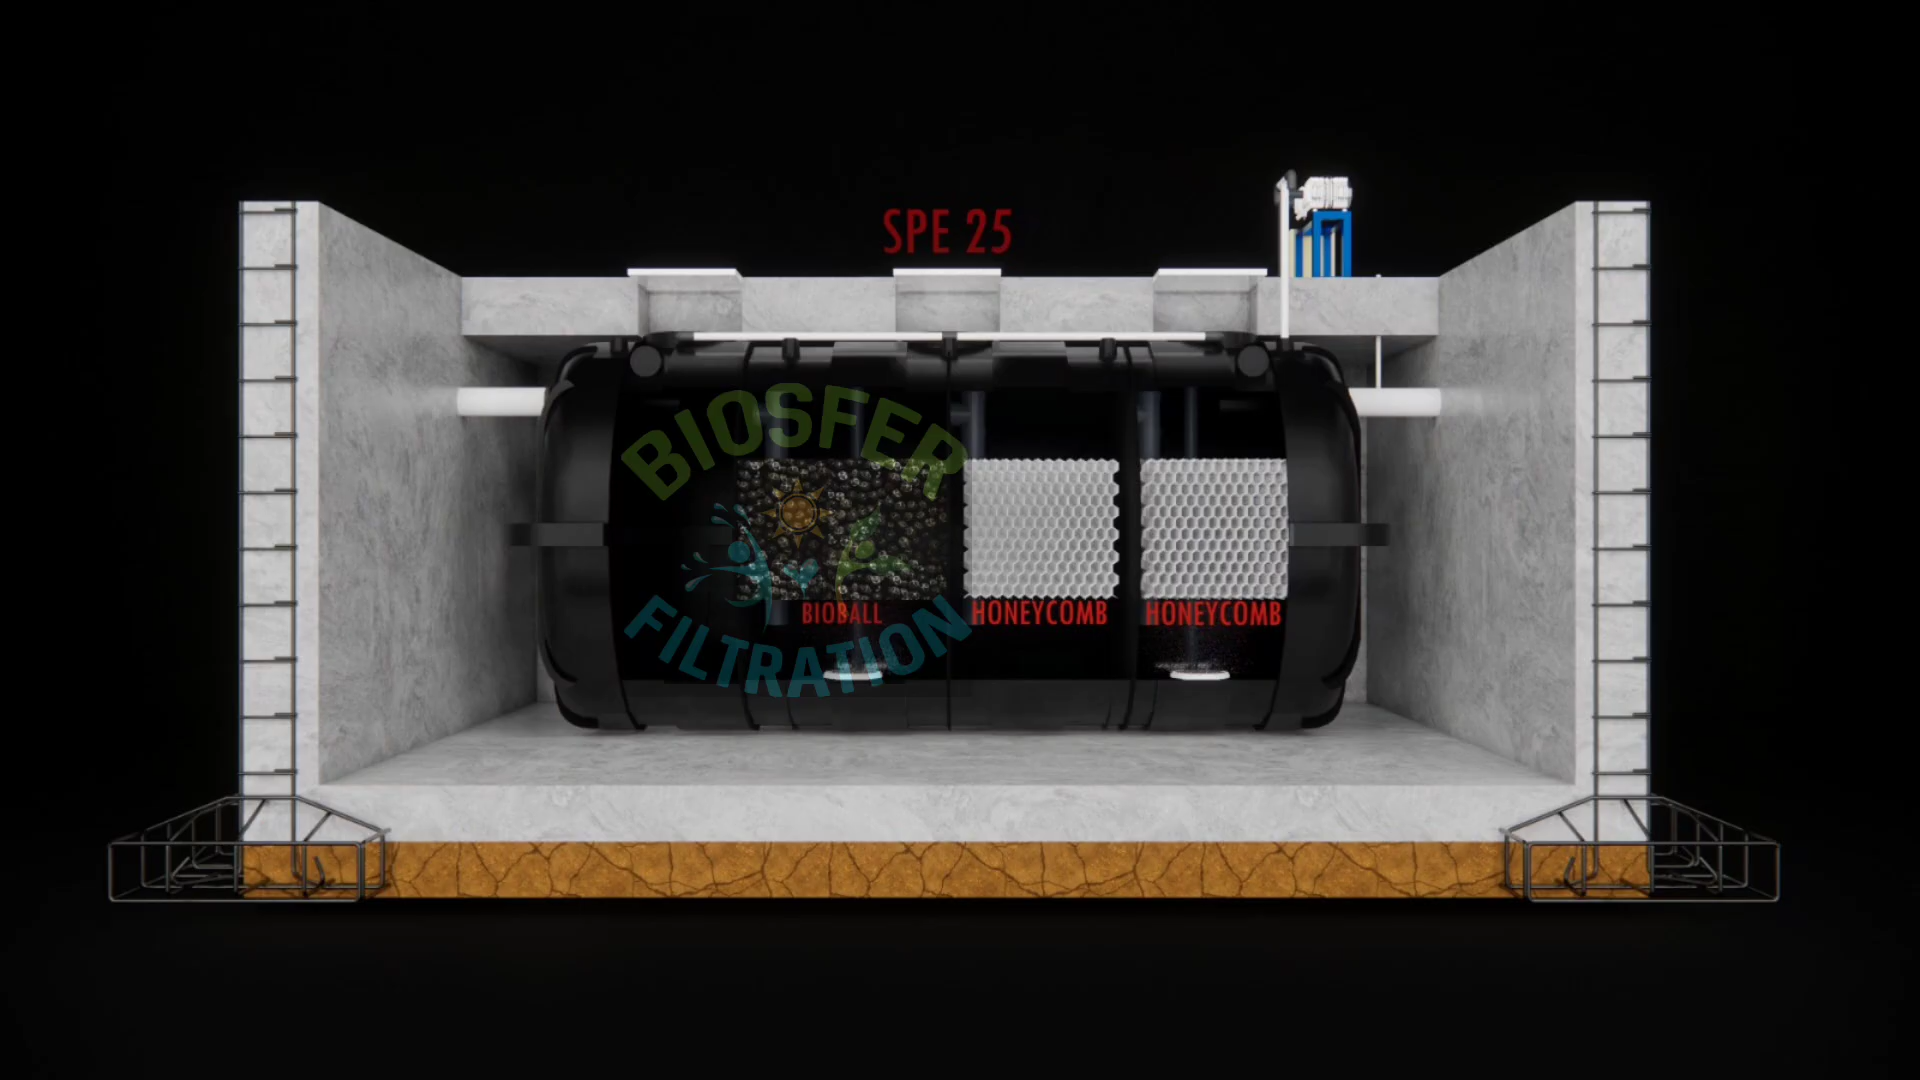 SPE 25
BIOSFER
FILTRATION
BIOBALL
HONEYCOMB
HONEYCOMB